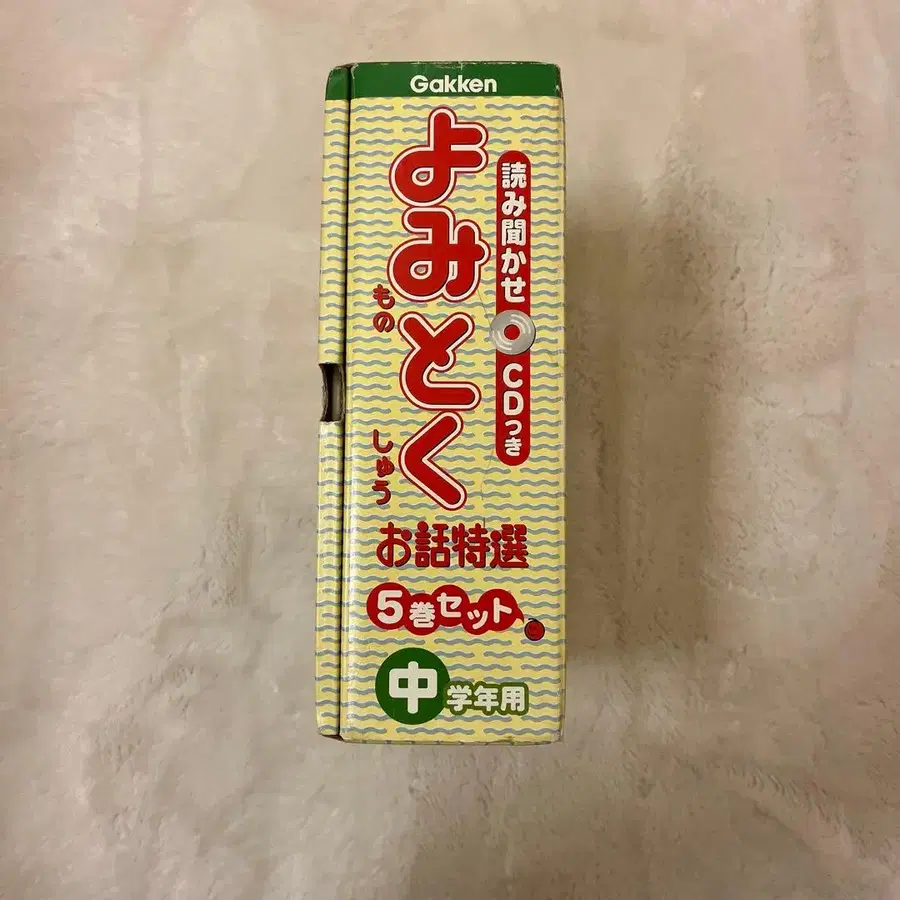 Gakken
読み聞かせCDつき
よみとく
もの
しゅう
お話特選
5巻セット
中学年用